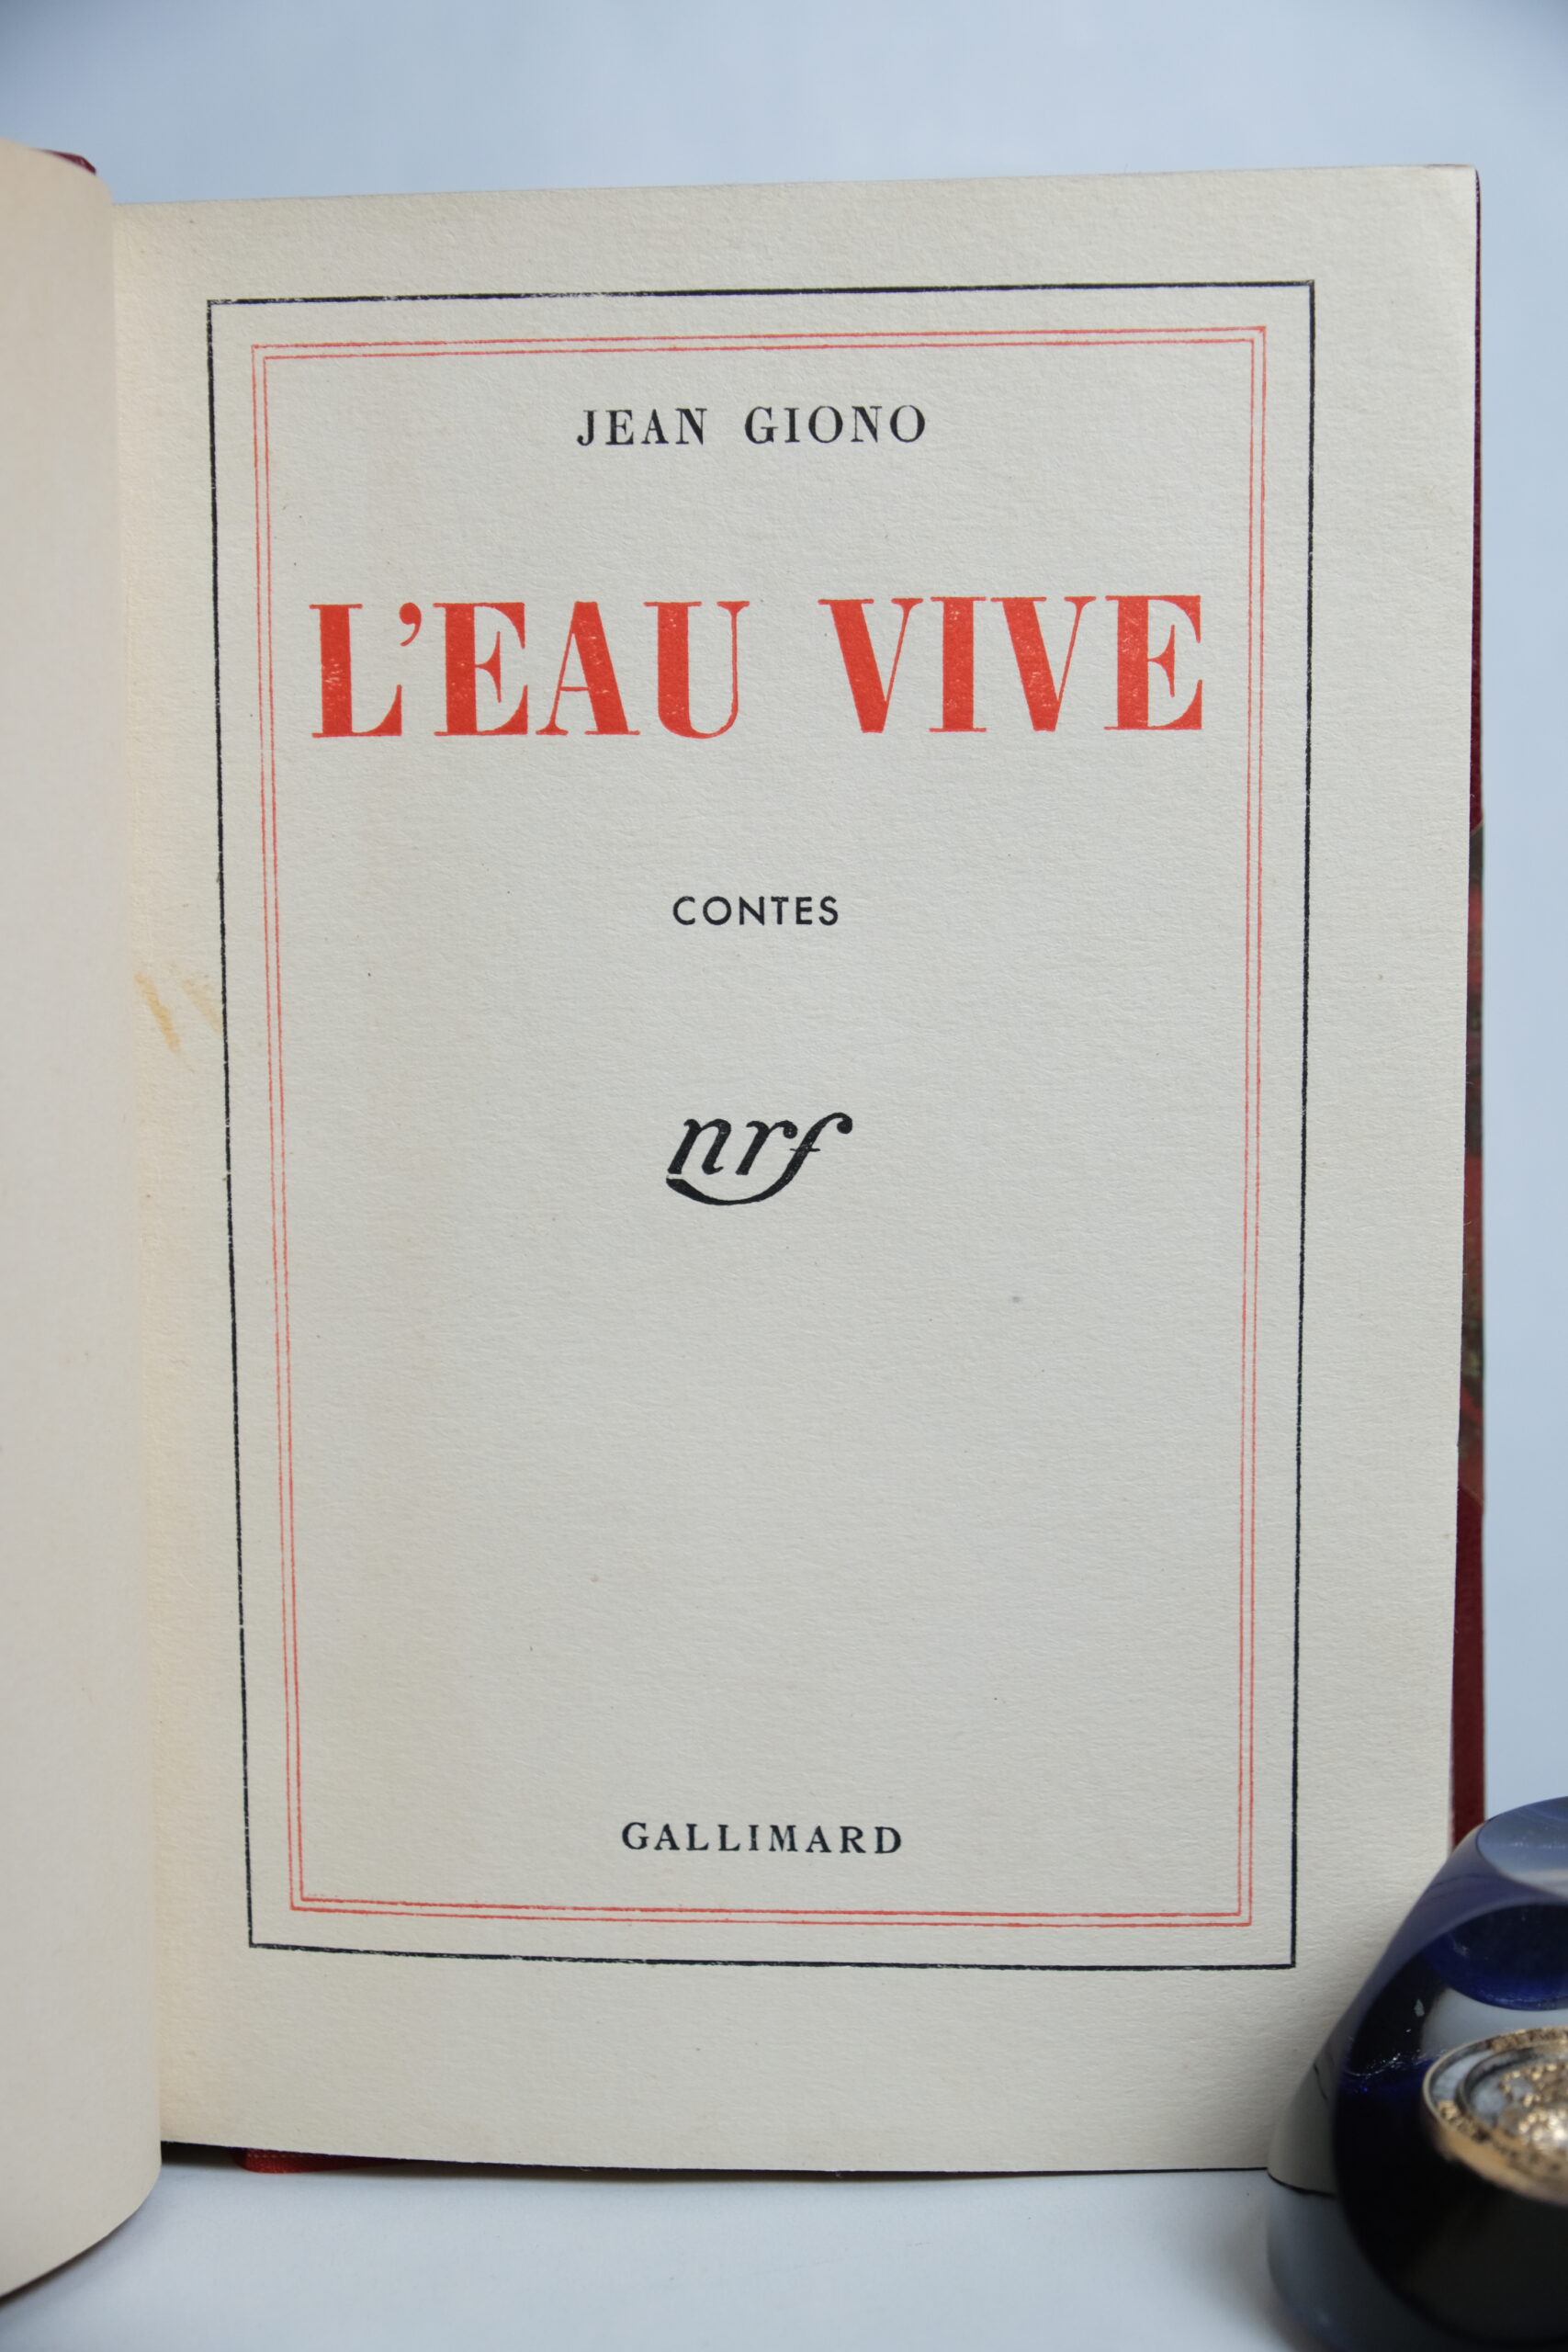 JEAN GIONO
L'EAU VIVE
CONTES
nrf
GALLIMARD